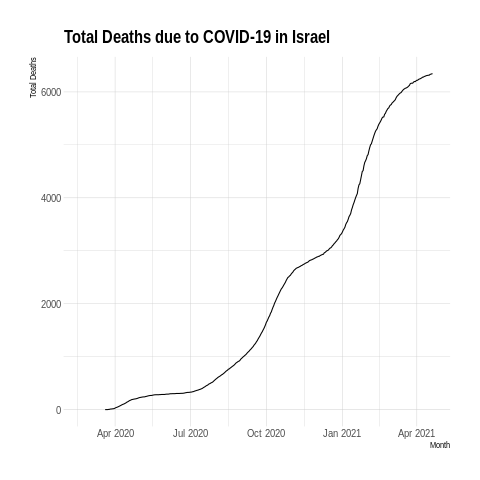 Total Deaths due to COVID-19 in Israel
Total Deaths
6000
4000
2000
0
Apr 2020 Jul 2020 Oct 2020 Jan 2021 Apr 2021
Month